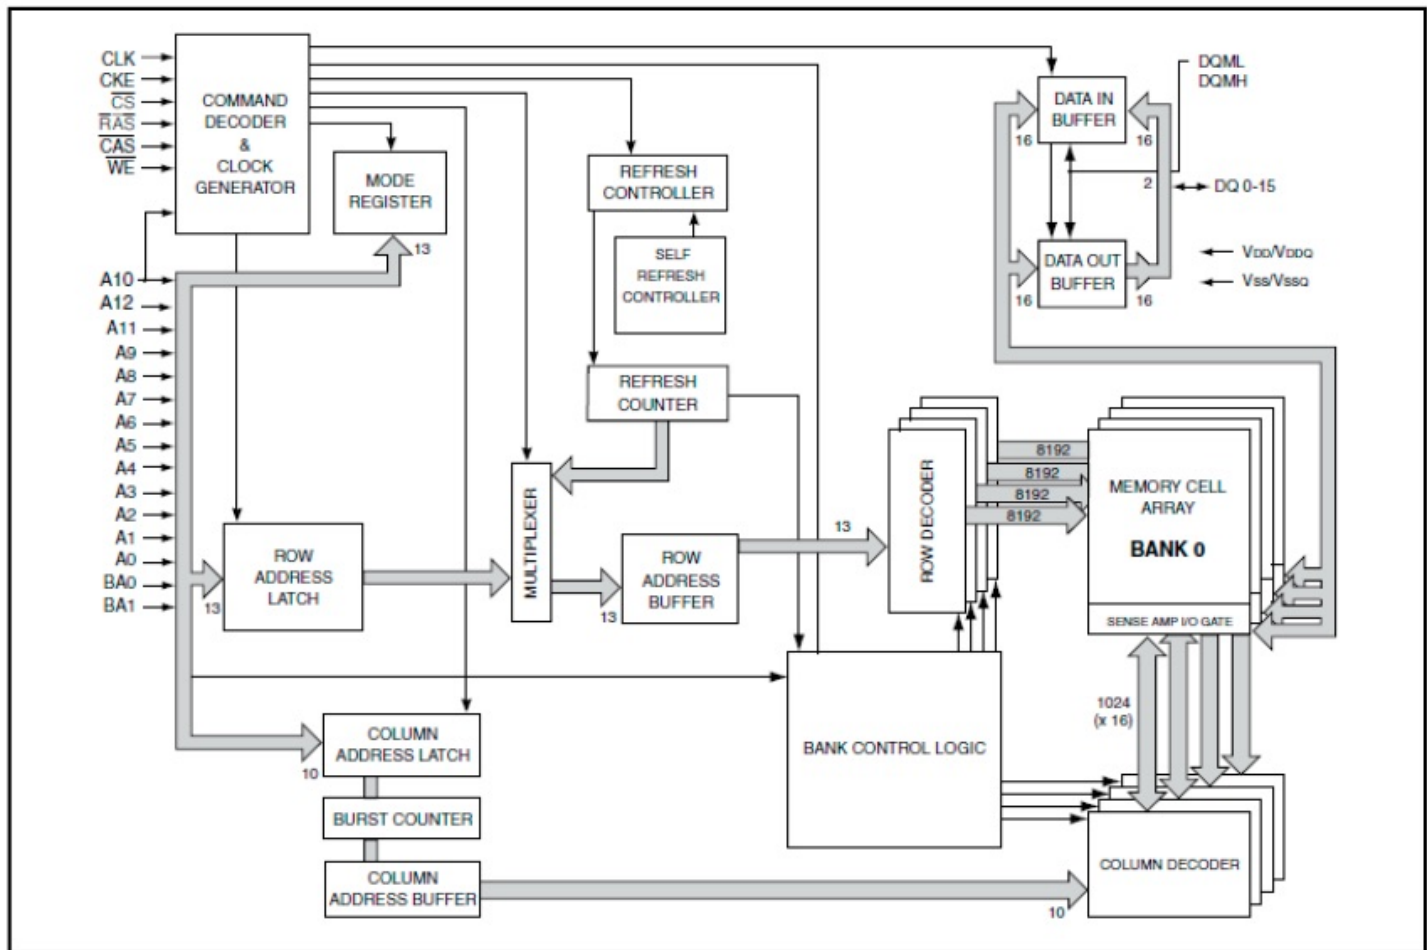 CLK
CKE
CS
RAS
CAS
WE
COMMAND
DECODER
&
CLOCK
GENERATOR
MODE
REGISTER
13
REFRESH
CONTROLLER
SELF
REFRESH
CONTROLLER
REFRESH
COUNTER
DQML
DQMH
DATA IN
BUFFER
16
16
2
DQ 0-15
DATA OUT
BUFFER
16
16
VDD/VDDQ
VSS/VSSQ
A10
A12
A11
A9
A8
A7
A6
A5
A4
A3
A2
A1
A0
BA0
BA1
13
ROW
ADDRESS
LATCH
MULTIPLEXER
13
ROW
ADDRESS
BUFFER
13
ROW DECODER
8192
8192
8192
8192
MEMORY CELL
ARRAY
BANK 0
SENSE AMP I/O GATE
1024
(x 16)
BANK CONTROL LOGIC
10
COLUMN
ADDRESS LATCH
BURST COUNTER
COLUMN
ADDRESS BUFFER
10
COLUMN DECODER